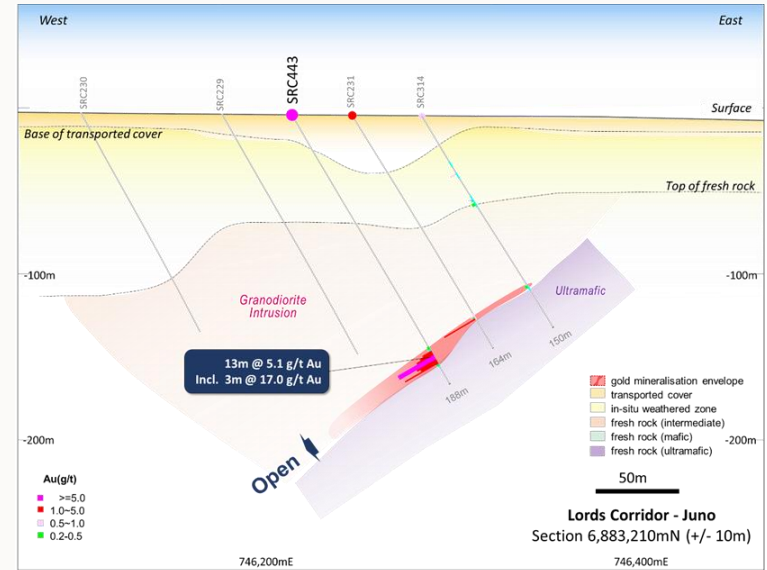 West
East
SRC230
SRC229
SRC443
SRC231
SRC314
Surface
Base of transported cover
Top of fresh rock
-100m
-100m
Granodiorite
Intrusion
Ultramafic
13m @ 5.1 g/t Au
Incl. 3m @ 17.0 g/t Au
150m
164m
188m
gold mineralisation envelope
transported cover
in-situ weathered zone
fresh rock (intermediate)
fresh rock (mafic)
fresh rock (ultramafic)
-200m
-200m
Open
50m
Au(g/t)
>=5.0
1.0~5.0
0.5~1.0
0.2-0.5
Lords Corridor - Juno
Section 6,883,210mN (+/- 10m)
746,200mE
746,400mE